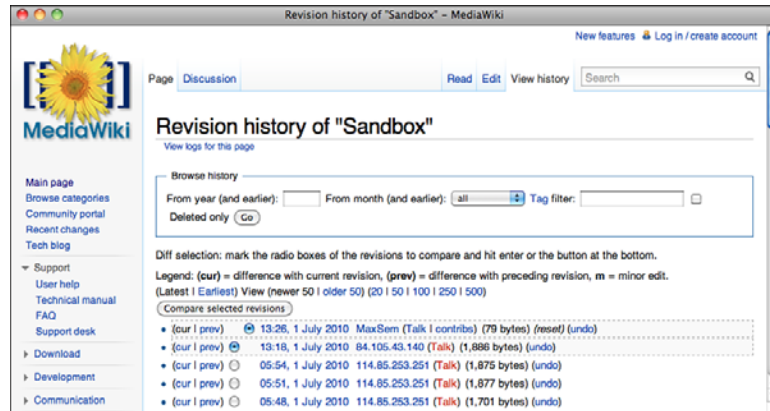 Revision history of "Sandbox" – MediaWiki
New features Log in / create account
Page Discussion Read Edit View history Search
MediaWiki
Revision history of "Sandbox"
View logs for this page
Main page
Browse categories
Community portal
Recent changes
Tech blog
Support
User help
Technical manual
FAQ
Support desk
Download
Development
Communication
Browse history
From year (and earlier): From month (and earlier): all Tag filter:
Deleted only Go
Diff selection: mark the radio boxes of the revisions to compare and hit enter or the button at the bottom.
Legend: (cur) = difference with current revision, (prev) = difference with preceding revision, m = minor edit.
(Latest | Earliest) View (newer 50 | older 50) (20 | 50 | 100 | 250 | 500)
Compare selected revisions
(cur | prev) 13:26, 1 July 2010 MaxSem (Talk | contribs) (79 bytes) (reset) (undo)
(cur | prev) 13:18, 1 July 2010 84.105.43.140 (Talk) (1,886 bytes) (undo)
(cur | prev) 05:54, 1 July 2010 114.85.253.251 (Talk) (1,875 bytes) (undo)
(cur | prev) 05:51, 1 July 2010 114.85.253.251 (Talk) (1,877 bytes) (undo)
(cur | prev) 05:48, 1 July 2010 114.85.253.251 (Talk) (1,701 bytes) (undo)